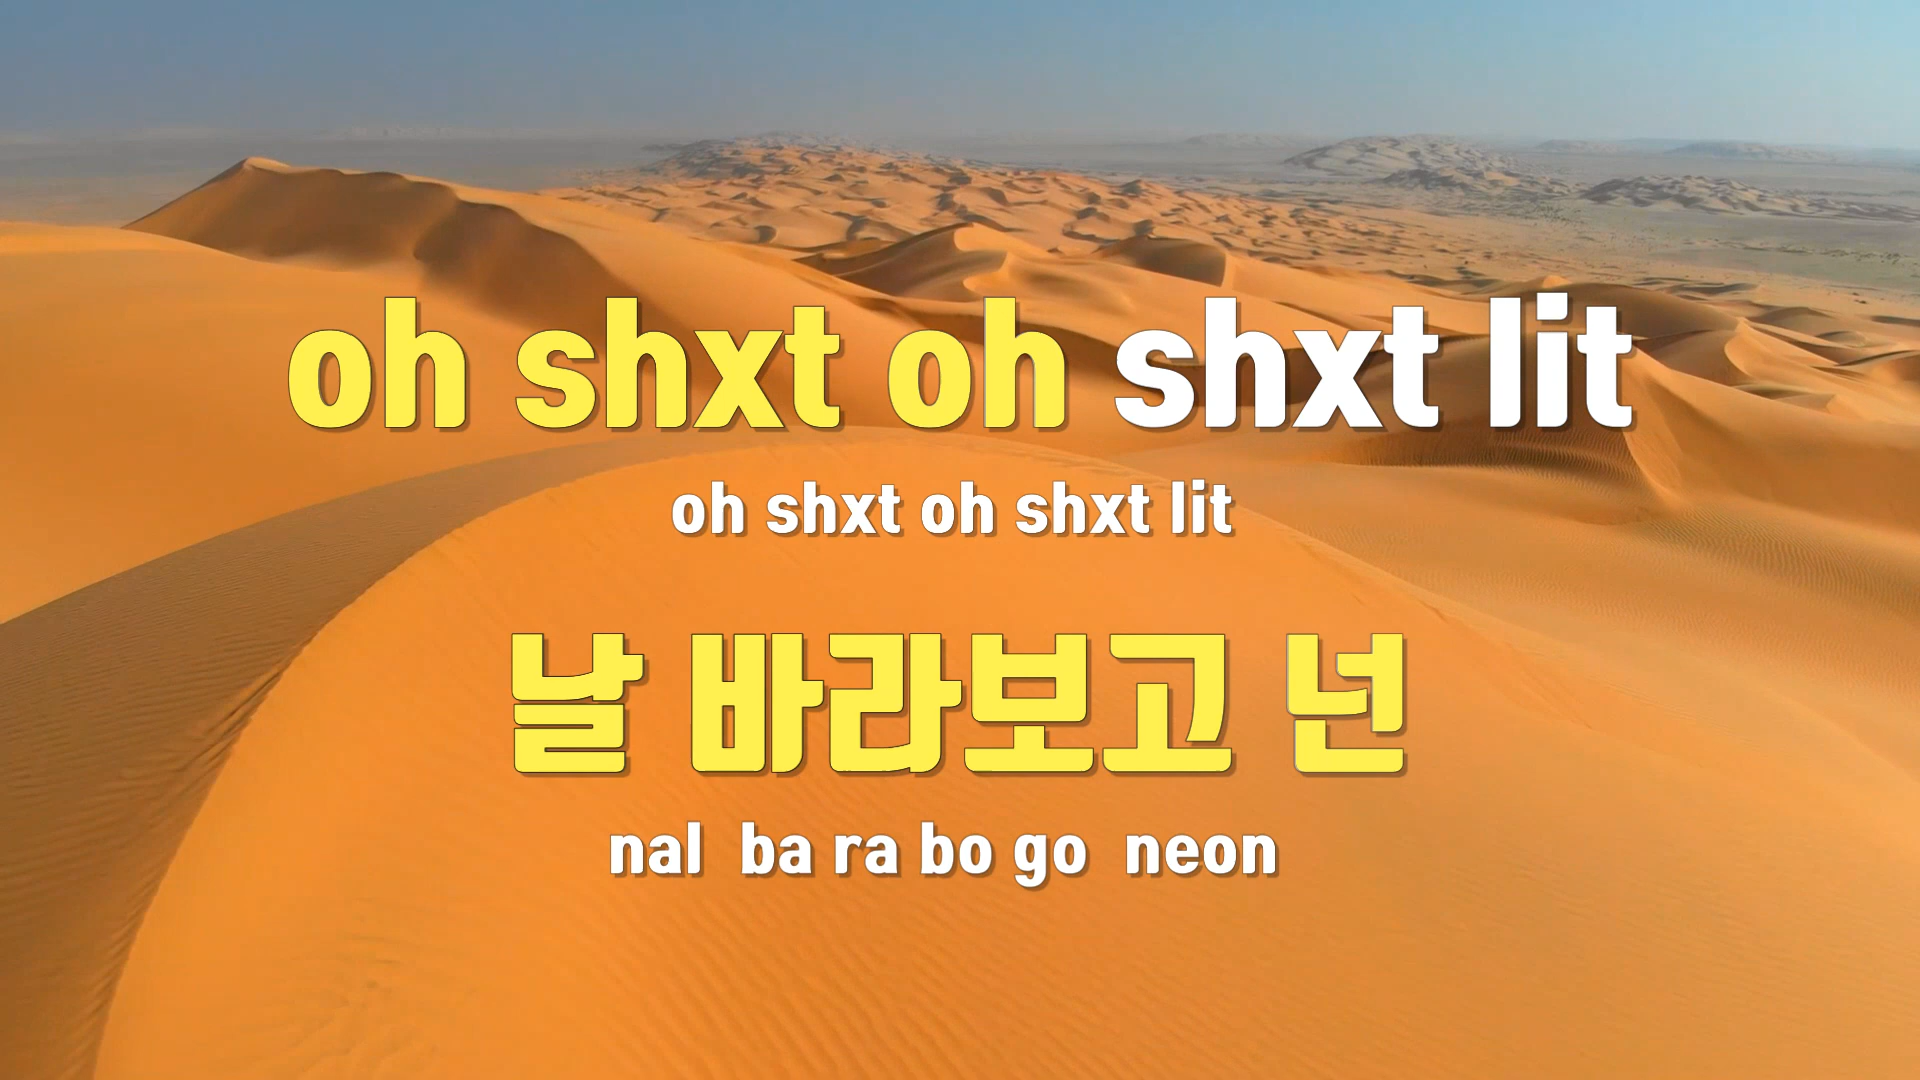 oh shxt oh shxt lit
oh shxt oh shxt lit
날 바라보고 넌
nal ba ra bo go neon